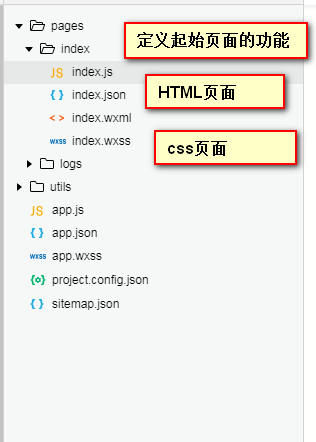 pages
定义起始页面的功能
index
JS index.js
{ } index.json
HTML页面
< > index.wxml
wxss index.wxss
css页面
logs
utils
JS app.js
{ } app.json
wxss app.wxss
{o} project.config.json
{ } sitemap.json